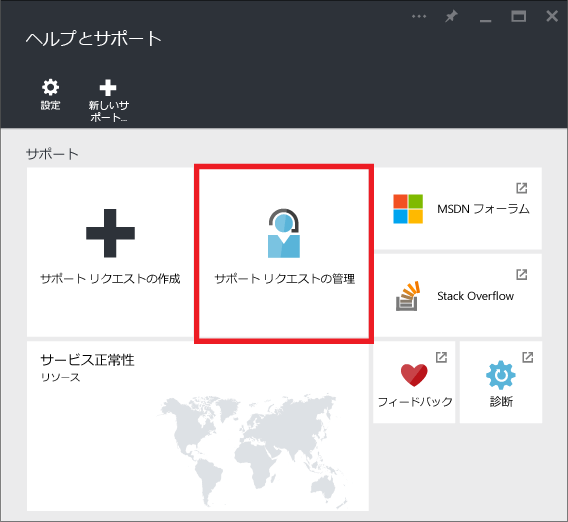 ヘルプとサポート
設定
新しいサ
ポート...
サポート
サポート リクエストの作成
サポート リクエストの管理
MSDN フォーラム
Stack Overflow
サービス正常性
リソース
フィードバック
診断